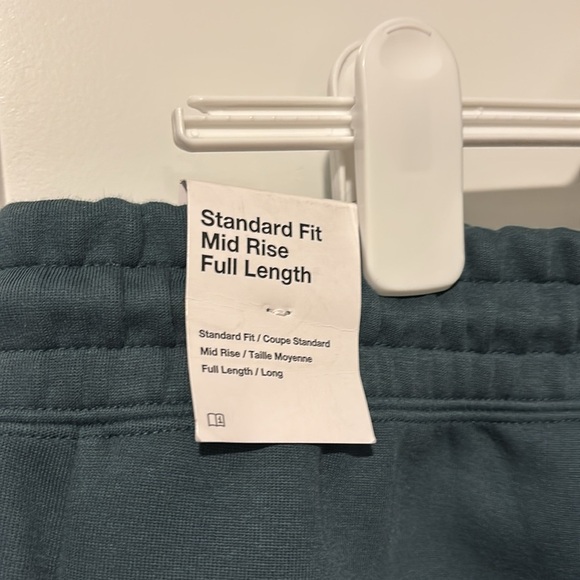 Standard Fit
Mid Rise
Full Length
Standard Fit / Coupe Standard
Mid Rise / Taille Moyenne
Full Length / Long